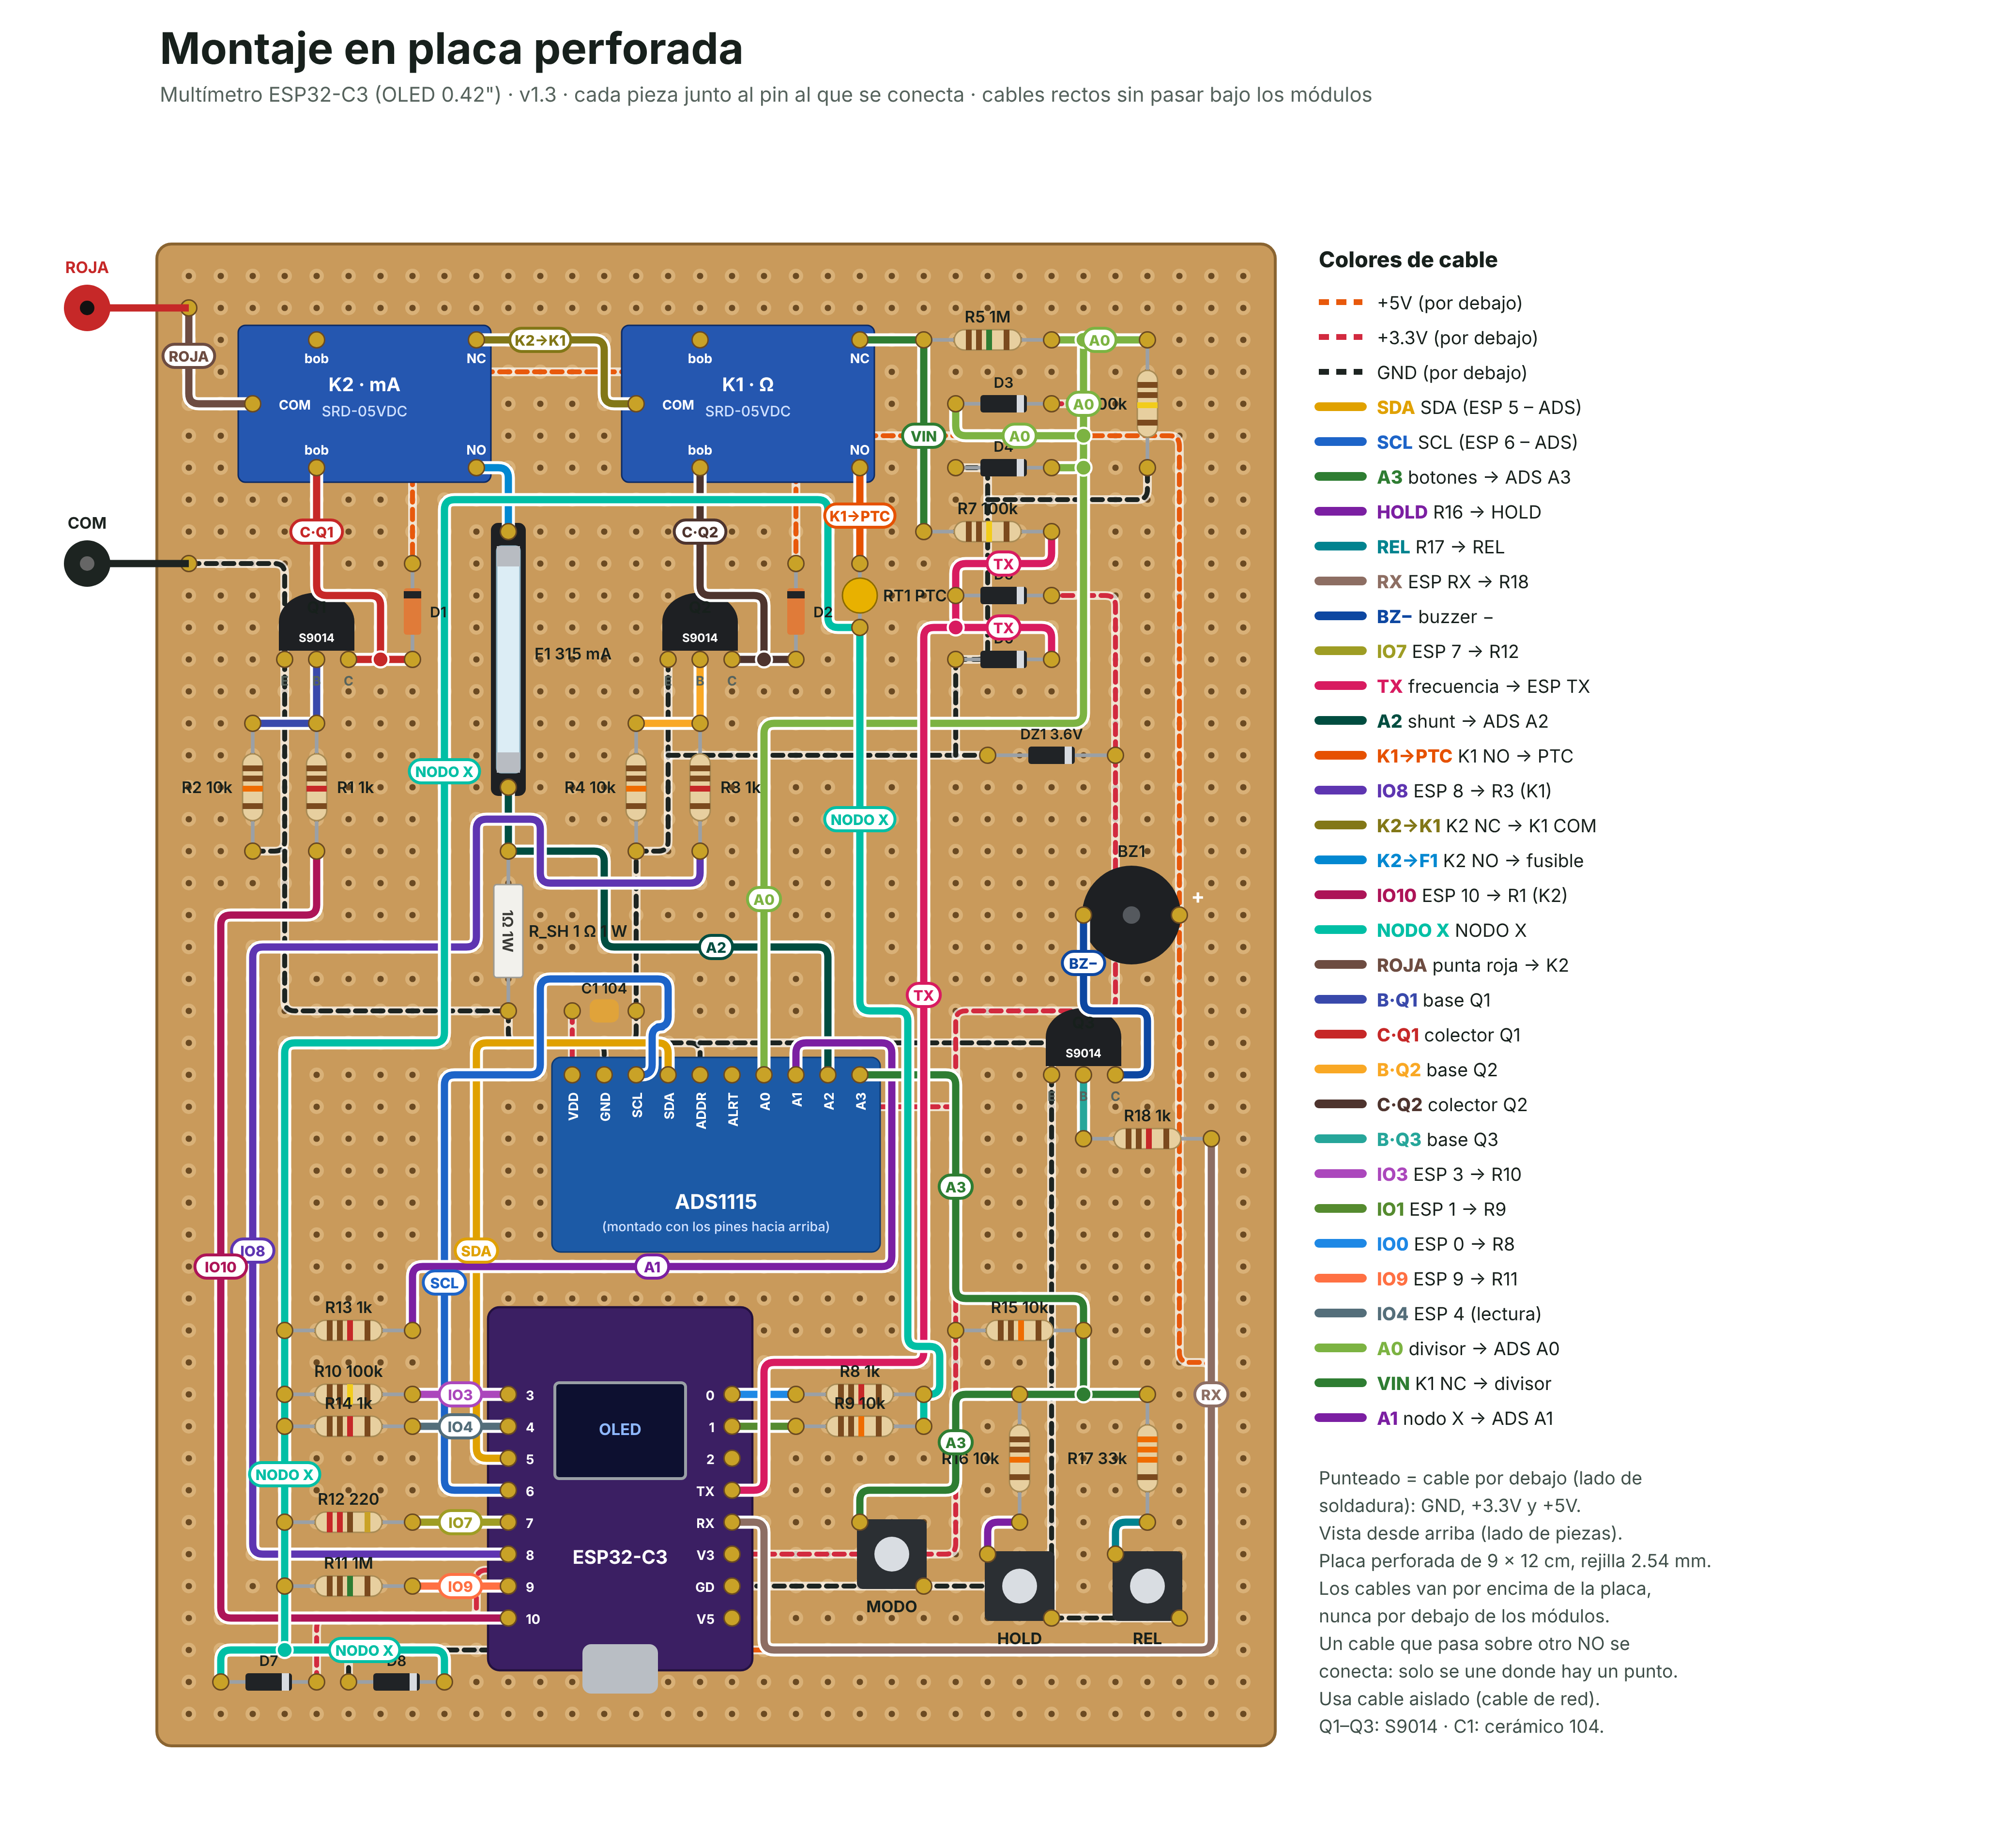 Montaje en placa perforada
Multímetro ESP32-C3 (OLED 0.42") · v1.3 · cada pieza junto al pin al que se conecta · cables rectos sin pasar bajo los módulos
ROJA
COM
ROJA
bob
NC
K2 · mA
COM
SRD-05VDC
bob
NO
K2→K1
bob
NC
K1 · Ω
COM
SRD-05VDC
bob
NO
R5 1M
A0
D3
A0
00k
VIN
A0
D4
C·Q1
C·Q2
K1→PTC
R7 100k
TX
RT1 PTC
D1
D2
S9014
S9014
TX
F1 315 mA
C
B
C
DZ1 3.6V
NODO X
R2 10k
R1 1k
R4 10k
R3 1k
NODO X
BZ1
+
A0
1Ω 1W
R_SH 1 Ω 1 W
A2
BZ−
C1 104
TX
S9014
VDD
GND
SCL
SDA
ADDR
ALRT
A0
A1
A2
A3
B
C
R18 1k
A3
ADS1115
(montado con los pines hacia arriba)
IO8
IO10
SDA
SCL
A1
R13 1k
R15 10k
R10 100k
IO3
R14 1k
IO4
R8 1k
R9 10k
RX
OLED
3
4
5
6
7
8
9
10
0
1
2
TX
RX
V3
GD
V5
A3
R16 10k
R17 33k
NODO X
R12 220
IO7
ESP32-C3
R11 1M
IO9
MODO
HOLD
REL
NODO X
D7
D8
Colores de cable
+5V (por debajo)
+3.3V (por debajo)
GND (por debajo)
SDA SDA (ESP 5 – ADS)
SCL SCL (ESP 6 – ADS)
A3 botones → ADS A3
HOLD R16 → HOLD
REL R17 → REL
RX ESP RX → R18
BZ− buzzer −
IO7 ESP 7 → R12
TX frecuencia → ESP TX
A2 shunt → ADS A2
K1→PTC K1 NO → PTC
IO8 ESP 8 → R3 (K1)
K2→K1 K2 NC → K1 COM
K2→F1 K2 NO → fusible
IO10 ESP 10 → R1 (K2)
NODO X NODO X
ROJA punta roja → K2
B·Q1 base Q1
C·Q1 colector Q1
B·Q2 base Q2
C·Q2 colector Q2
B·Q3 base Q3
IO3 ESP 3 → R10
IO1 ESP 1 → R9
IO0 ESP 0 → R8
IO9 ESP 9 → R11
IO4 ESP 4 (lectura)
A0 divisor → ADS A0
VIN K1 NC → divisor
A1 nodo X → ADS A1
Punteado = cable por debajo (lado de
soldadura): GND, +3.3V y +5V.
Vista desde arriba (lado de piezas).
Placa perforada de 9 × 12 cm, rejilla 2.54 mm.
Los cables van por encima de la placa,
nunca por debajo de los módulos.
Un cable que pasa sobre otro NO se
conecta: solo se une donde hay un punto.
Usa cable aislado (cable de red).
Q1–Q3: S9014 · C1: cerámico 104.